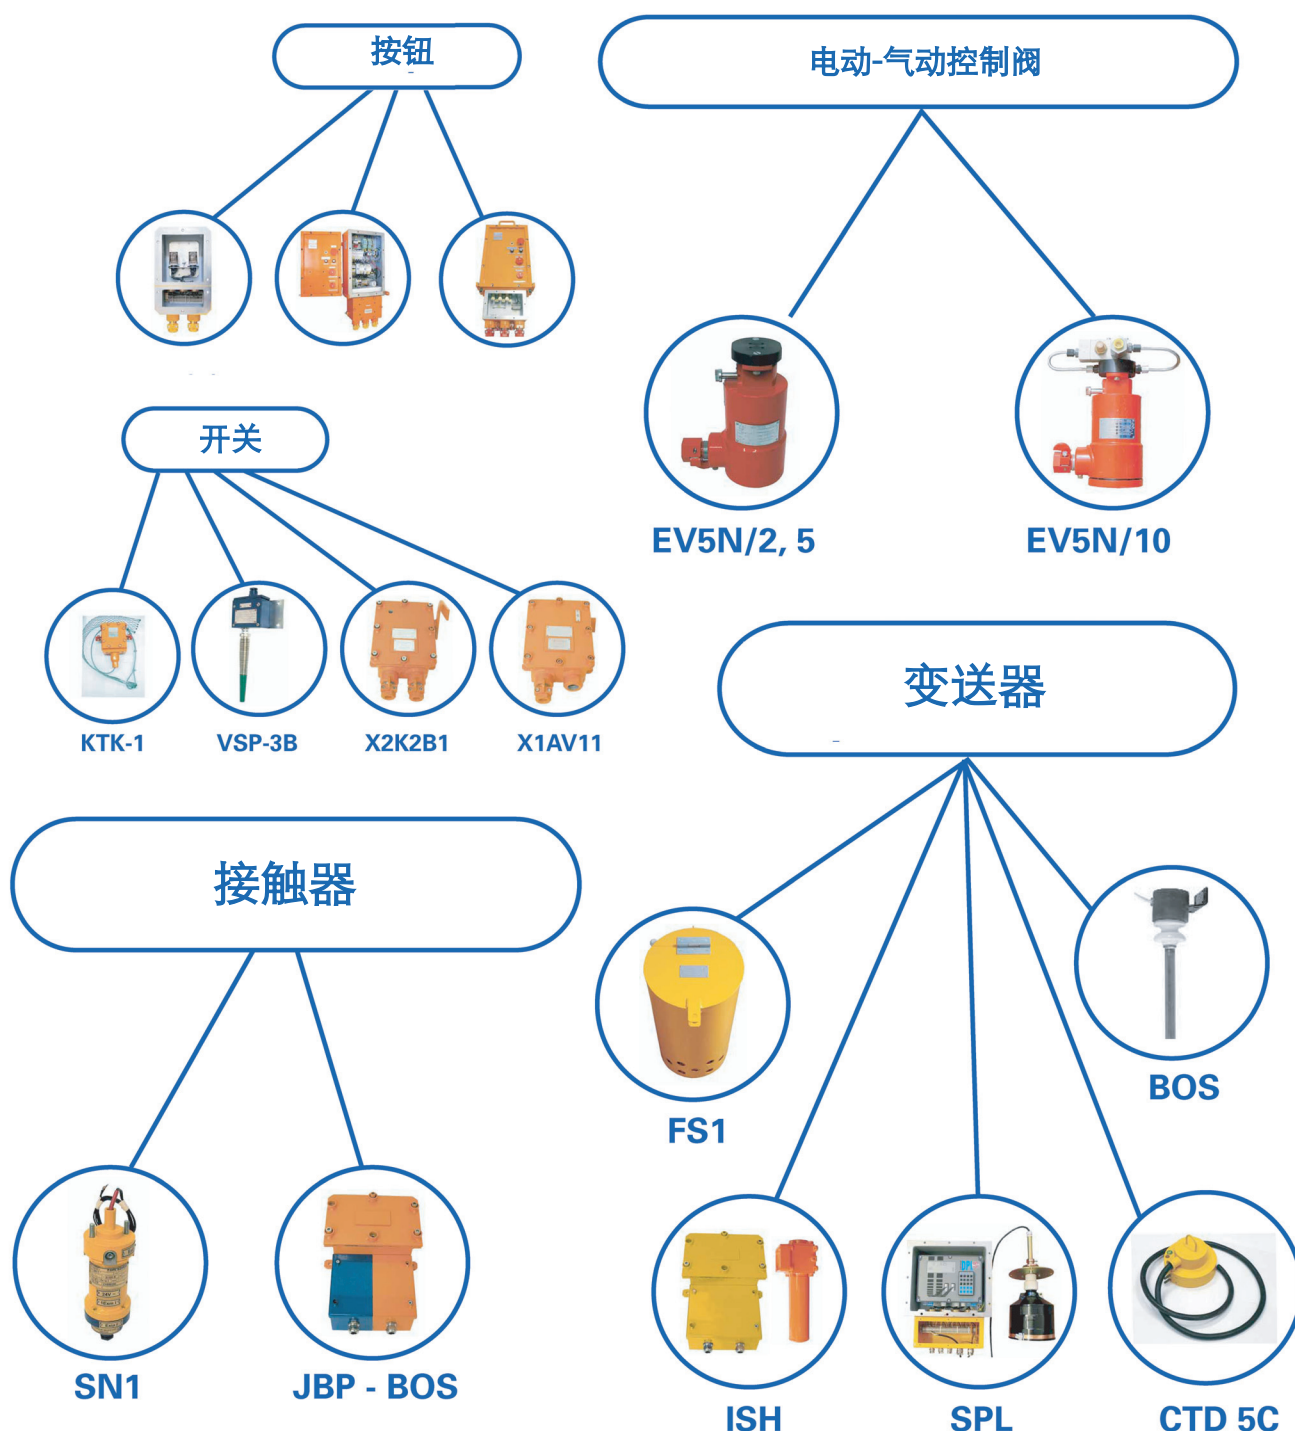 按钮
电动-气动控制阀
EV5N/2, 5
EV5N/10
开关
KTK-1
VSP-3B
X2K2B1
X1AV11
变送器
接触器
FS1
BOS
SN1
JBP - BOS
ISH
SPL
CTD 5C